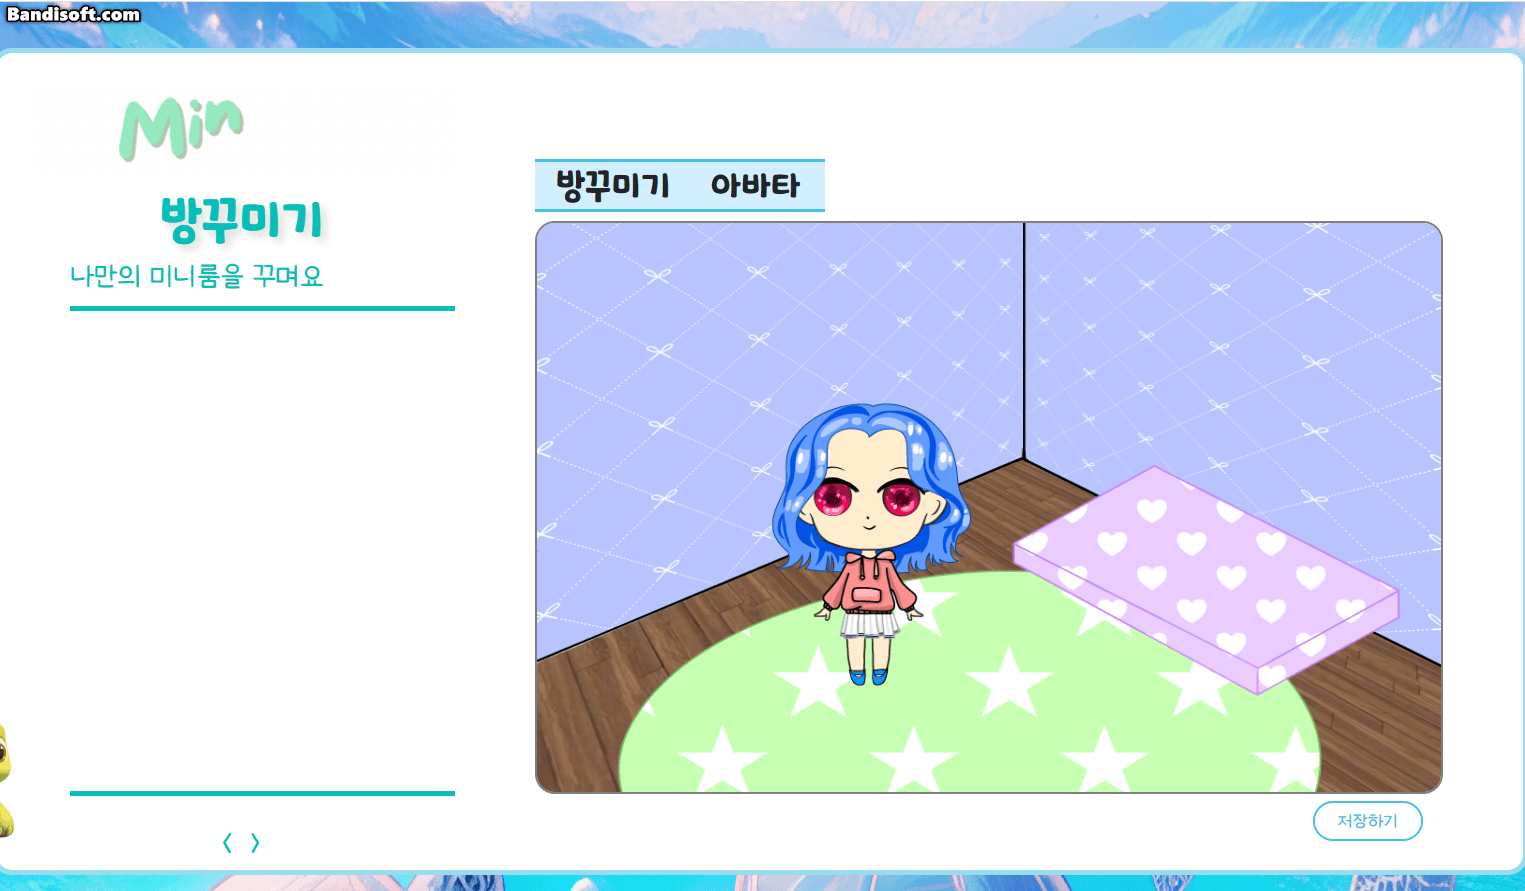 Bandisoft.com
Min
방꾸미기
나만의 미니룸을 꾸며요
방꾸미기 아바타
저장하기